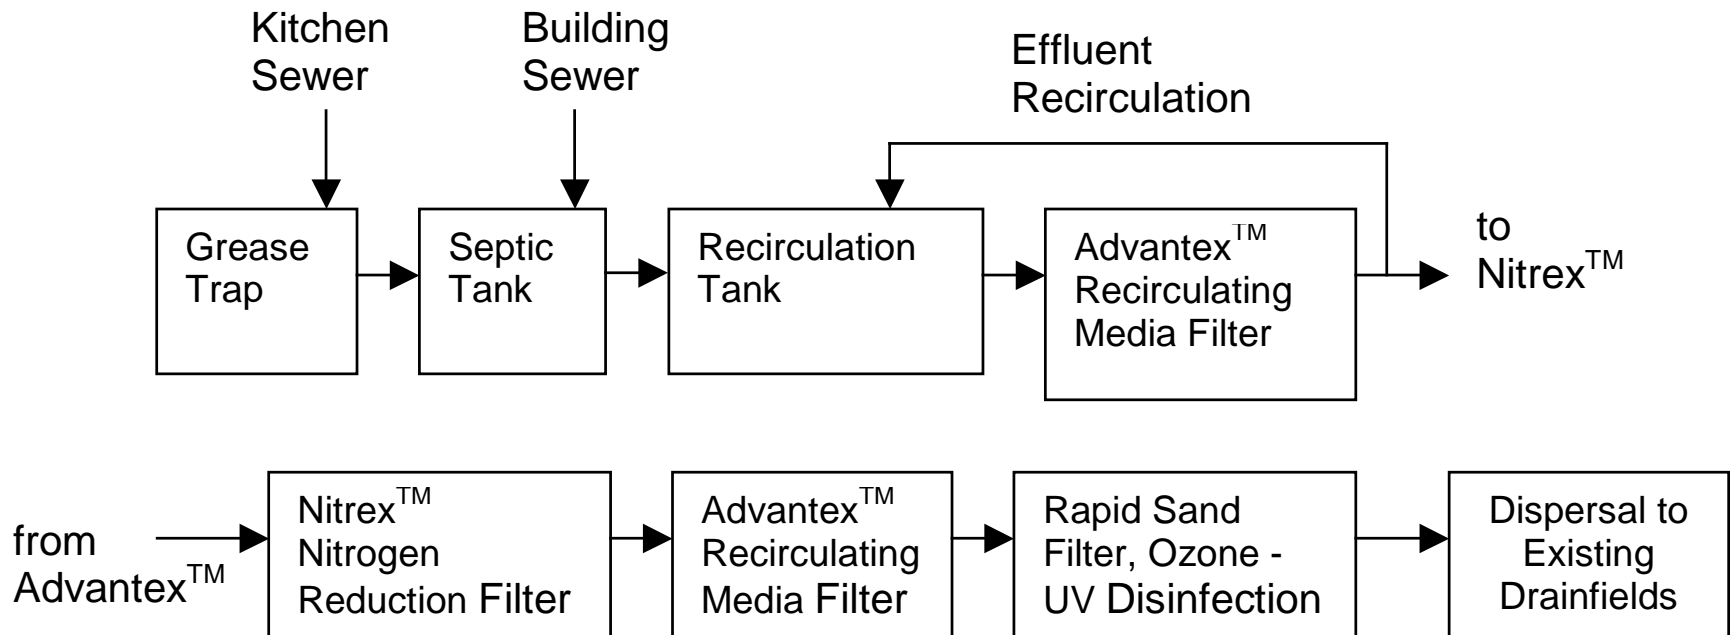 Kitchen
Sewer
Building
Sewer
Effluent
Recirculation
Grease
Trap
Septic
Tank
Recirculation
Tank
Advantex™
Recirculating
Media Filter
to
Nitrex™
from
Advantex™
Nitrex™
Nitrogen
Reduction Filter
Advantex™
Recirculating
Media Filter
Rapid Sand
Filter, Ozone -
UV Disinfection
Dispersal to
Existing
Drainfields